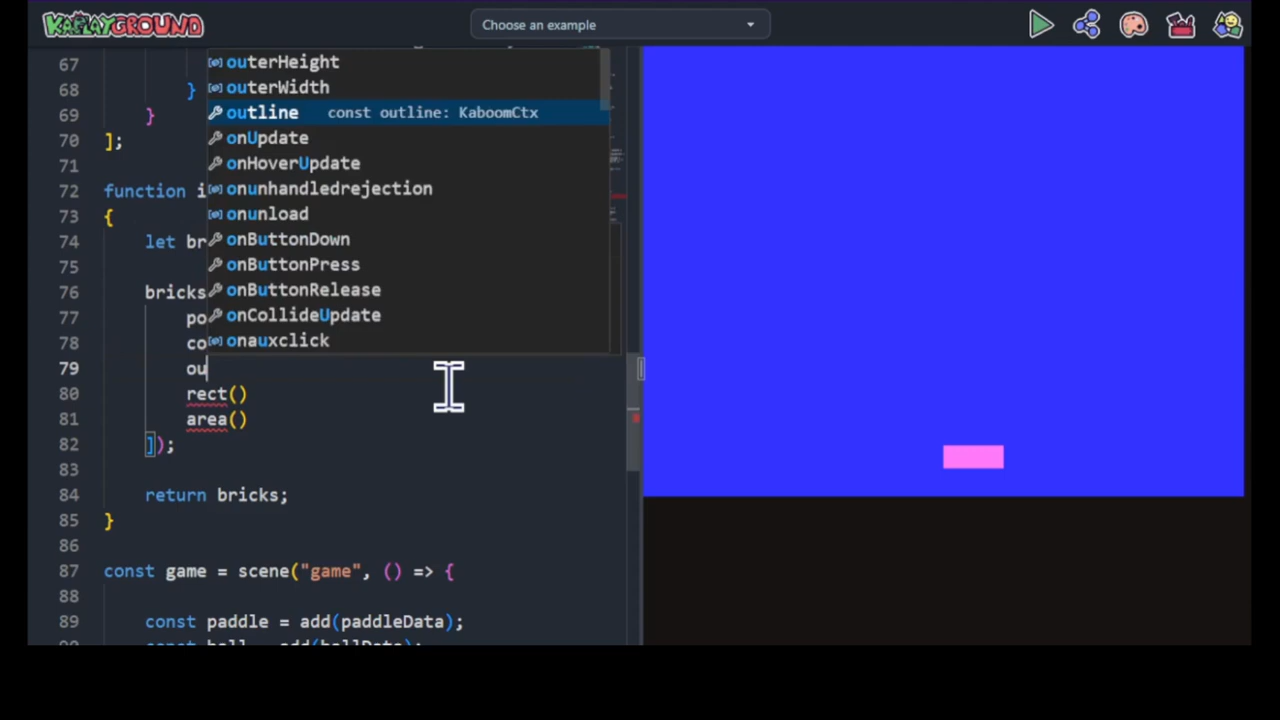 KAPLAYGROUND
Choose an example
67
68 }
69 }
70 ];
71
72 function i
73 {
74 let br
75
76 bricks
77 po
78 co
79 ou
80 rect()
81 area()
82 ]);
83
84 return bricks;
85 }
86
87 const game = scene("game", () => {
88
89 const paddle = add(paddleData);
outerHeight
outerWidth
outline const outline: KaboomCtx
onUpdate
onHoverUpdate
onunhandledrejection
onunload
onButtonDown
onButtonPress
onButtonRelease
onCollideUpdate
onauxclick